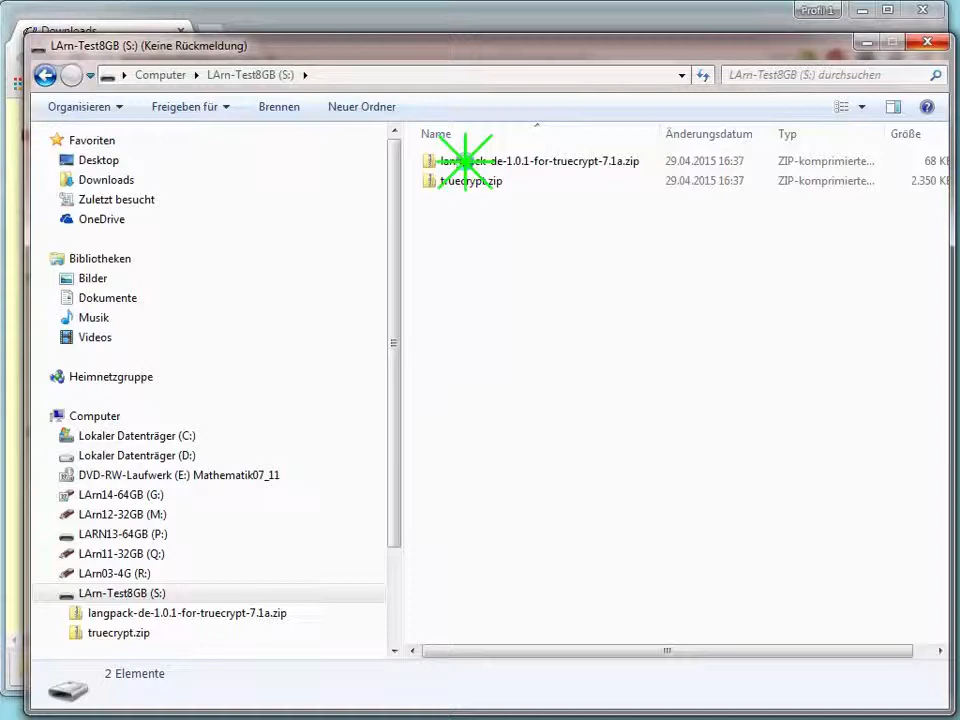 Downloads
Profil 1
LArn-Test8GB (S:) (Keine Rückmeldung)
Computer LArn-Test8GB (S:)
LArn-Test8GB (S:) durchsuchen
Organisieren Freigeben für Brennen Neuer Ordner
Name Änderungsdatum Typ Größe
langpack-de-1.0.1-for-truecrypt-7.1a.zip 29.04.2015 16:37 ZIP-komprimierte... 68 KB
truecrypt.zip 29.04.2015 16:37 ZIP-komprimierte... 2.350 KB
Favoriten
Desktop
Downloads
Zuletzt besucht
OneDrive
Bibliotheken
Bilder
Dokumente
Musik
Videos
Heimnetzgruppe
Computer
Lokaler Datenträger (C:)
Lokaler Datenträger (D:)
DVD-RW-Laufwerk (E:) Mathematik07_11
LArn14-64GB (G:)
LArn12-32GB (M:)
LARN13-64GB (P:)
LArn11-32GB (Q:)
LArn03-4G (R:)
LArn-Test8GB (S:)
langpack-de-1.0.1-for-truecrypt-7.1a.zip
truecrypt.zip
2 Elemente